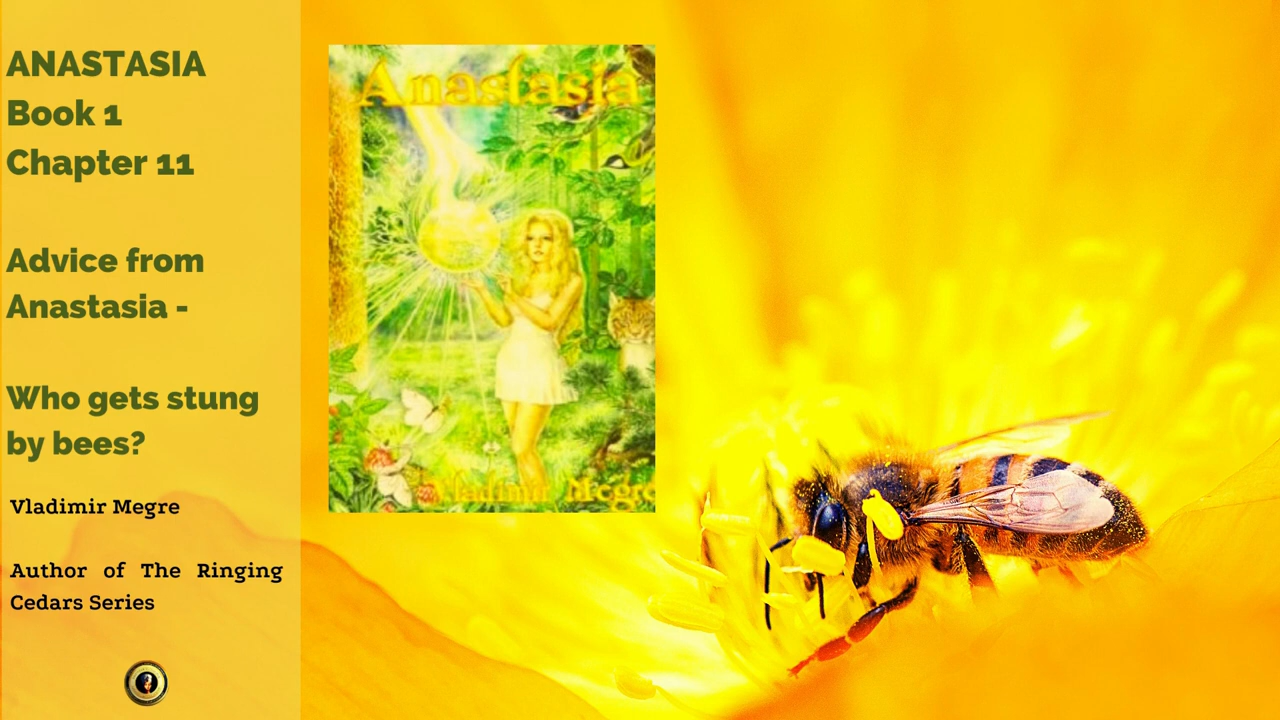 ANASTASIA
Book 1
Chapter 11
Advice from
Anastasia -
Who gets stung
by bees?
Vladimir Megre
Author of The Ringing
Cedars Series
Anastasia
Vladimir Megre